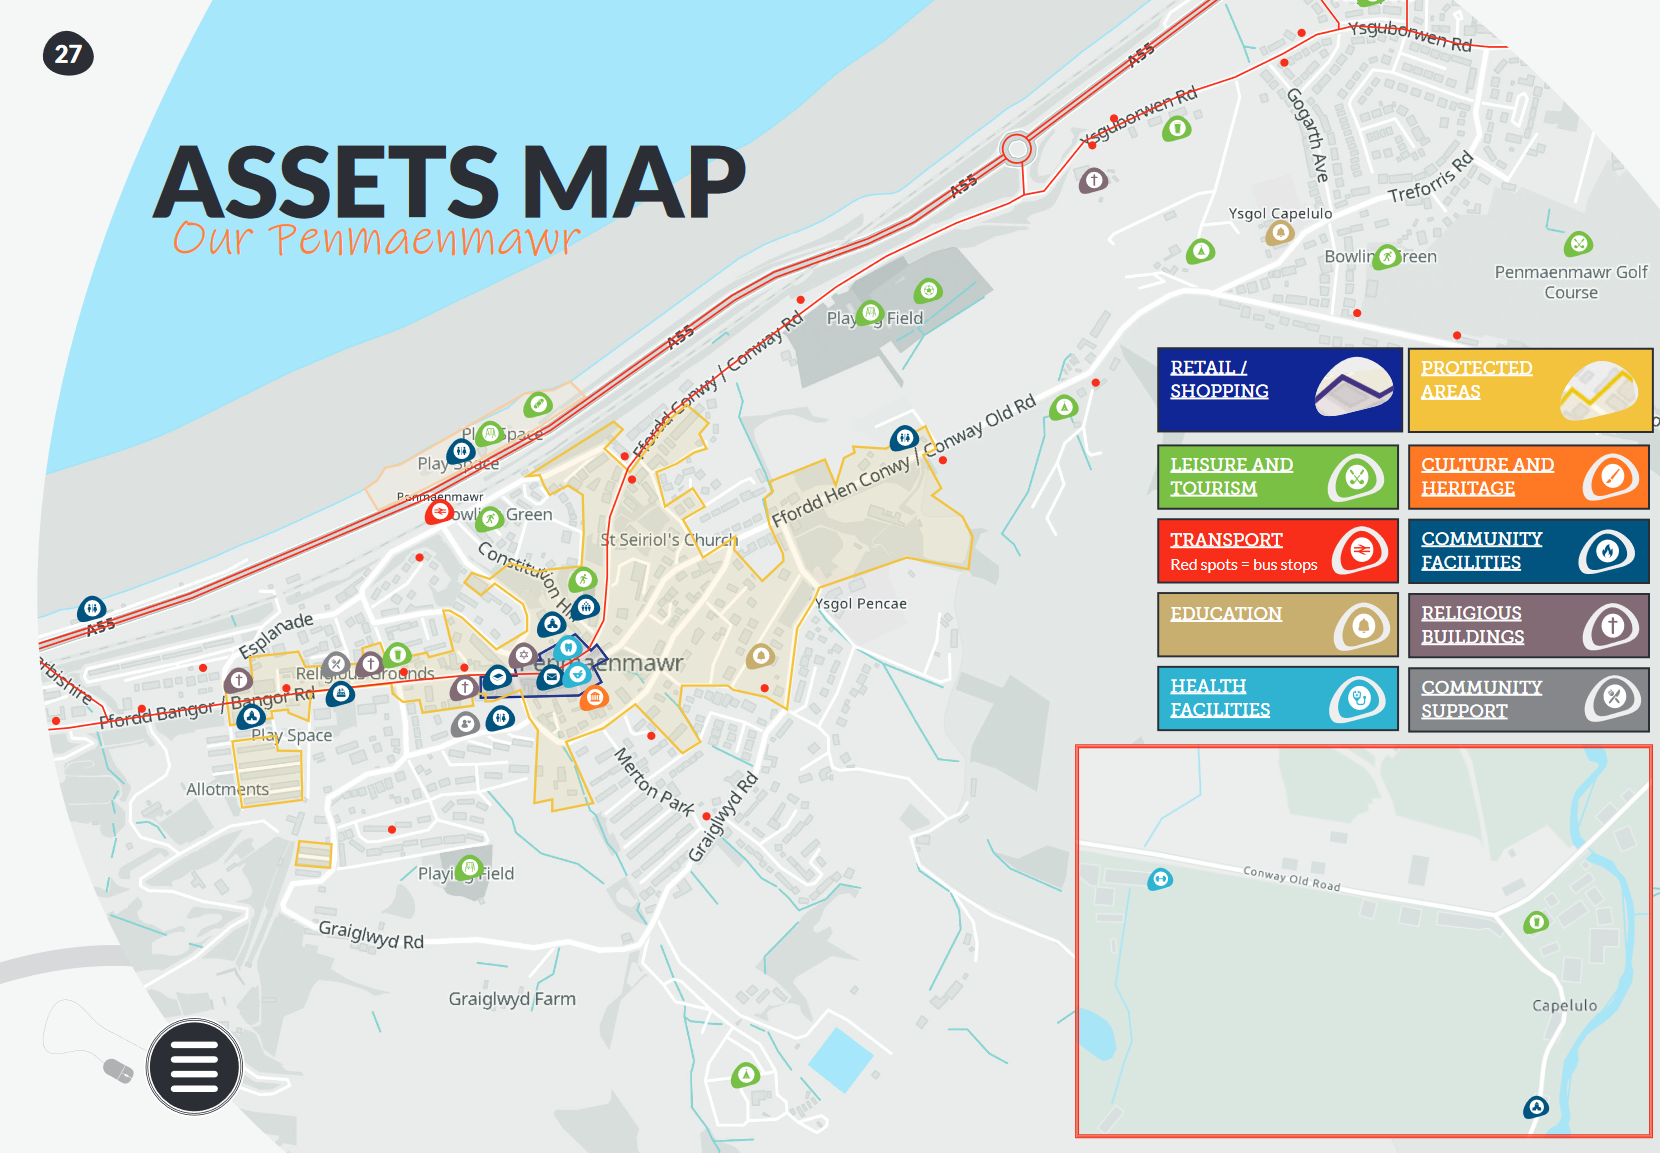 27
ASSETS MAP
Our Penmaenmawr
A55
Ysguborwen Rd
Ysguborwen Rd
Gogarth Ave
Treforris Rd
A55
Ysgol Capelulo
Bowling Green
Penmaenmawr Golf
Course
Playing Field
A55
Ffordd Conwy / Conway Rd
Ffordd Hen Conwy / Conway Old Rd
Play Space
Play Space
Penmaenmawr
Bowling Green
St Seiriol's Church
Constitution Hill
Ysgol Pencae
A55
Esplanade
Religious Grounds
Penmaenmawr
Ffordd Bangor / Bangor Rd
Play Space
Allotments
Merton Park
Graiglwyd Rd
Playing Field
Graiglwyd Rd
Graiglwyd Farm
RETAIL /
SHOPPING
PROTECTED
AREAS
LEISURE AND
TOURISM
CULTURE AND
HERITAGE
TRANSPORT
Red spots = bus stops
COMMUNITY
FACILITIES
EDUCATION
RELIGIOUS
BUILDINGS
HEALTH
FACILITIES
COMMUNITY
SUPPORT
Conway Old Road
Capelulo